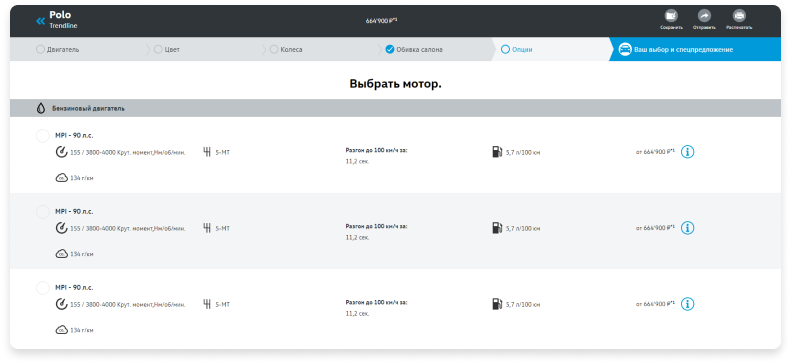 Polo
Trendline
664'900 ₽*¹
Сохранить
Отправить
Распечатать
Двигатель
Цвет
Колеса
Обивка салона
Опции
Ваш выбор и спецпредложение
Выбрать мотор.
Бензиновый двигатель
MPI - 90 л.с.
155 / 3800-4000 Крут. момент,Нм/об/мин.
5-МТ
Разгон до 100 км/ч за:
11,2 сек.
5,7 л/100 км
от 664'900 ₽*¹
134 г/км
MPI - 90 л.с.
155 / 3800-4000 Крут. момент,Нм/об/мин.
5-МТ
Разгон до 100 км/ч за:
11,2 сек.
5,7 л/100 км
от 664'900 ₽*¹
134 г/км
MPI - 90 л.с.
155 / 3800-4000 Крут. момент,Нм/об/мин.
5-МТ
Разгон до 100 км/ч за:
11,2 сек.
5,7 л/100 км
от 664'900 ₽*¹
134 г/км